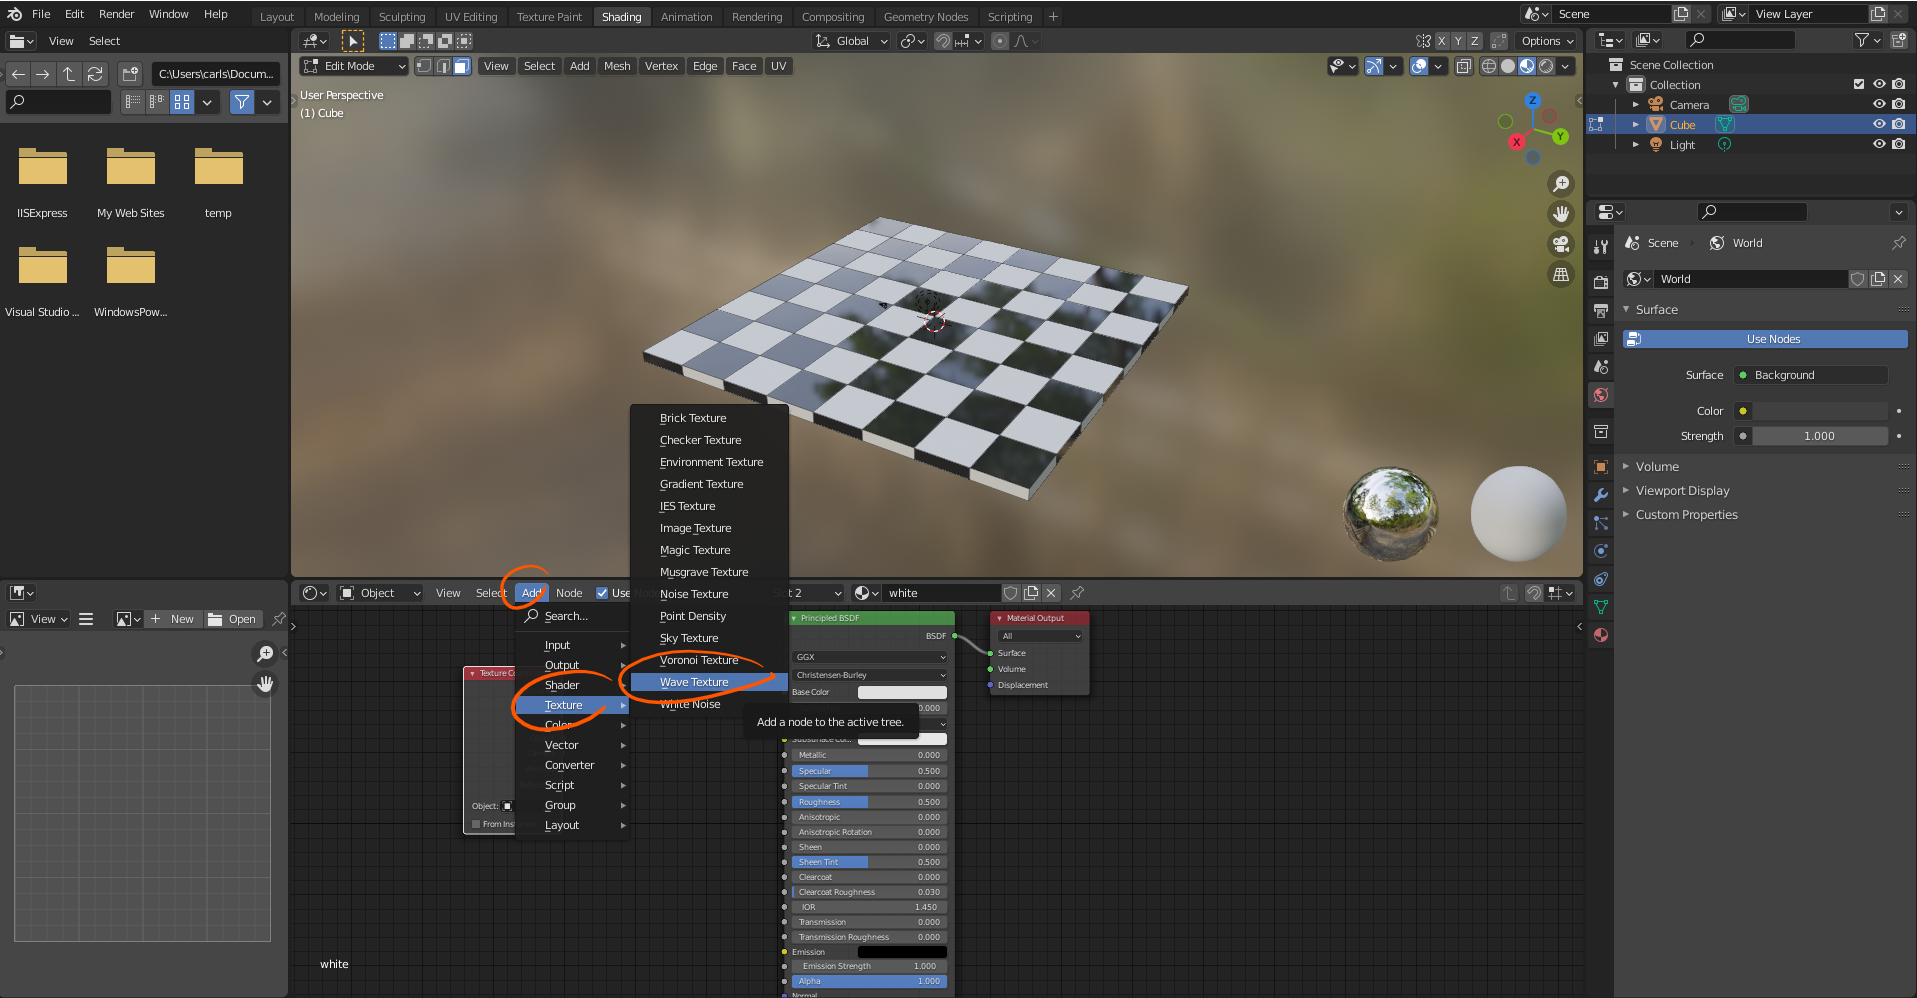 File Edit Render Window Help Layout Modeling Sculpting UV Editing Texture Paint Shading Animation Rendering Compositing Geometry Nodes Scripting + Scene View Layer
View Select
C:\Users\carls\Docum...
IISExpress My Web Sites temp
Visual Studio ... WindowsPow...
Global X Y Z Options
Edit Mode View Select Add Mesh Vertex Edge Face UV
User Perspective
(1) Cube
Z
Y
X
Scene Collection
Collection
Camera
Cube
Light
Scene World
World
Surface
Use Nodes
Surface Background
Color
Strength 1.000
Volume
Viewport Display
Custom Properties
View + New Open
Object View Select Add Node Slot 2 white
Search...
Input
Output
Shader
Texture
Color
Vector
Converter
Script
Group
Layout
Brick Texture
Checker Texture
Environment Texture
Gradient Texture
IES Texture
Image Texture
Magic Texture
Musgrave Texture
Noise Texture
Point Density
Sky Texture
Voronoi Texture
Wave Texture
White Noise
Add a node to the active tree.
Object:
Principled BSDF
BSDF
GGX
Christensen-Burley
Base Color
Metallic 0.000
Specular 0.500
Specular Tint 0.000
Roughness 0.500
Anisotropic 0.000
Anisotropic Rotation 0.000
Sheen 0.000
Sheen Tint 0.500
Clearcoat 0.000
Clearcoat Roughness 0.030
IOR 1.450
Transmission 0.000
Transmission Roughness 0.000
Emission
Emission Strength 1.000
Alpha 1.000
Normal
Material Output
All
Surface
Volume
Displacement
white